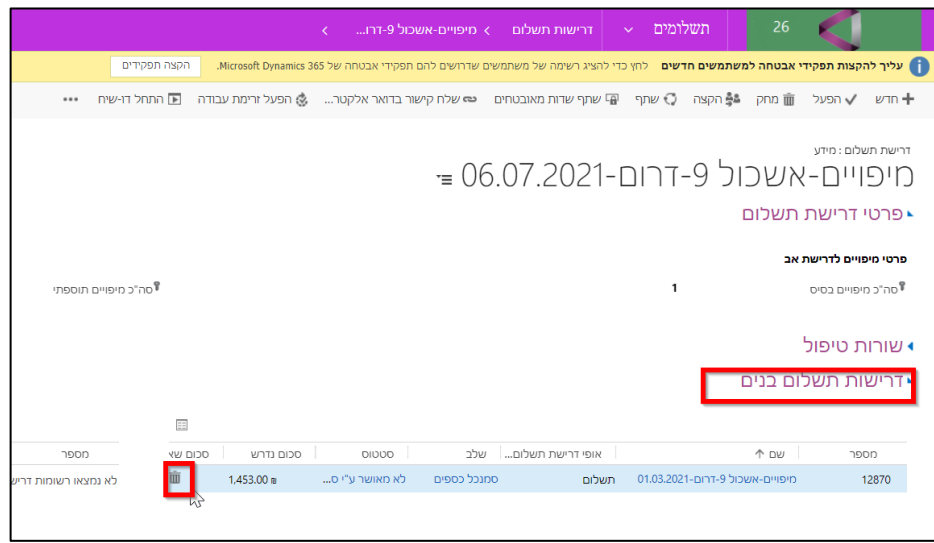 26 תשלומים דרישות תשלום מיפויים-אשכול 9-דרו...
עליך להקצות תפקידי אבטחה למשתמשים חדשים לחץ כדי להציג רשימה של משתמשים שדרושים להם תפקידי אבטחה של Microsoft Dynamics 365. הקצה תפקידים
חדש הפעל מחק הקצה שתף שתף שדות מאובטחים שלח קישור בדואר אלקטר... הפעל זרימת עבודה התחל דו-שיח ...
דרישת תשלום : מידע
מיפויים-אשכול 9-דרום-06.07.2021
פרטי דרישת תשלום
פרטי מיפויים לדרישת אב
סה"כ מיפויים בסיס 1 סה"כ מיפויים תוספתי
שורות טיפול
דרישות תשלום בנים
מספר שם אופי דרישת תשלום... שלב סטטוס סכום נדרש סכום שא מספר
12870 מיפויים-אשכול 9-דרום-01.03.2021 תשלום סמנכל כספים לא מאושר ע"י ס... ₪ 1,453.00 לא נמצאו רשומות דריש